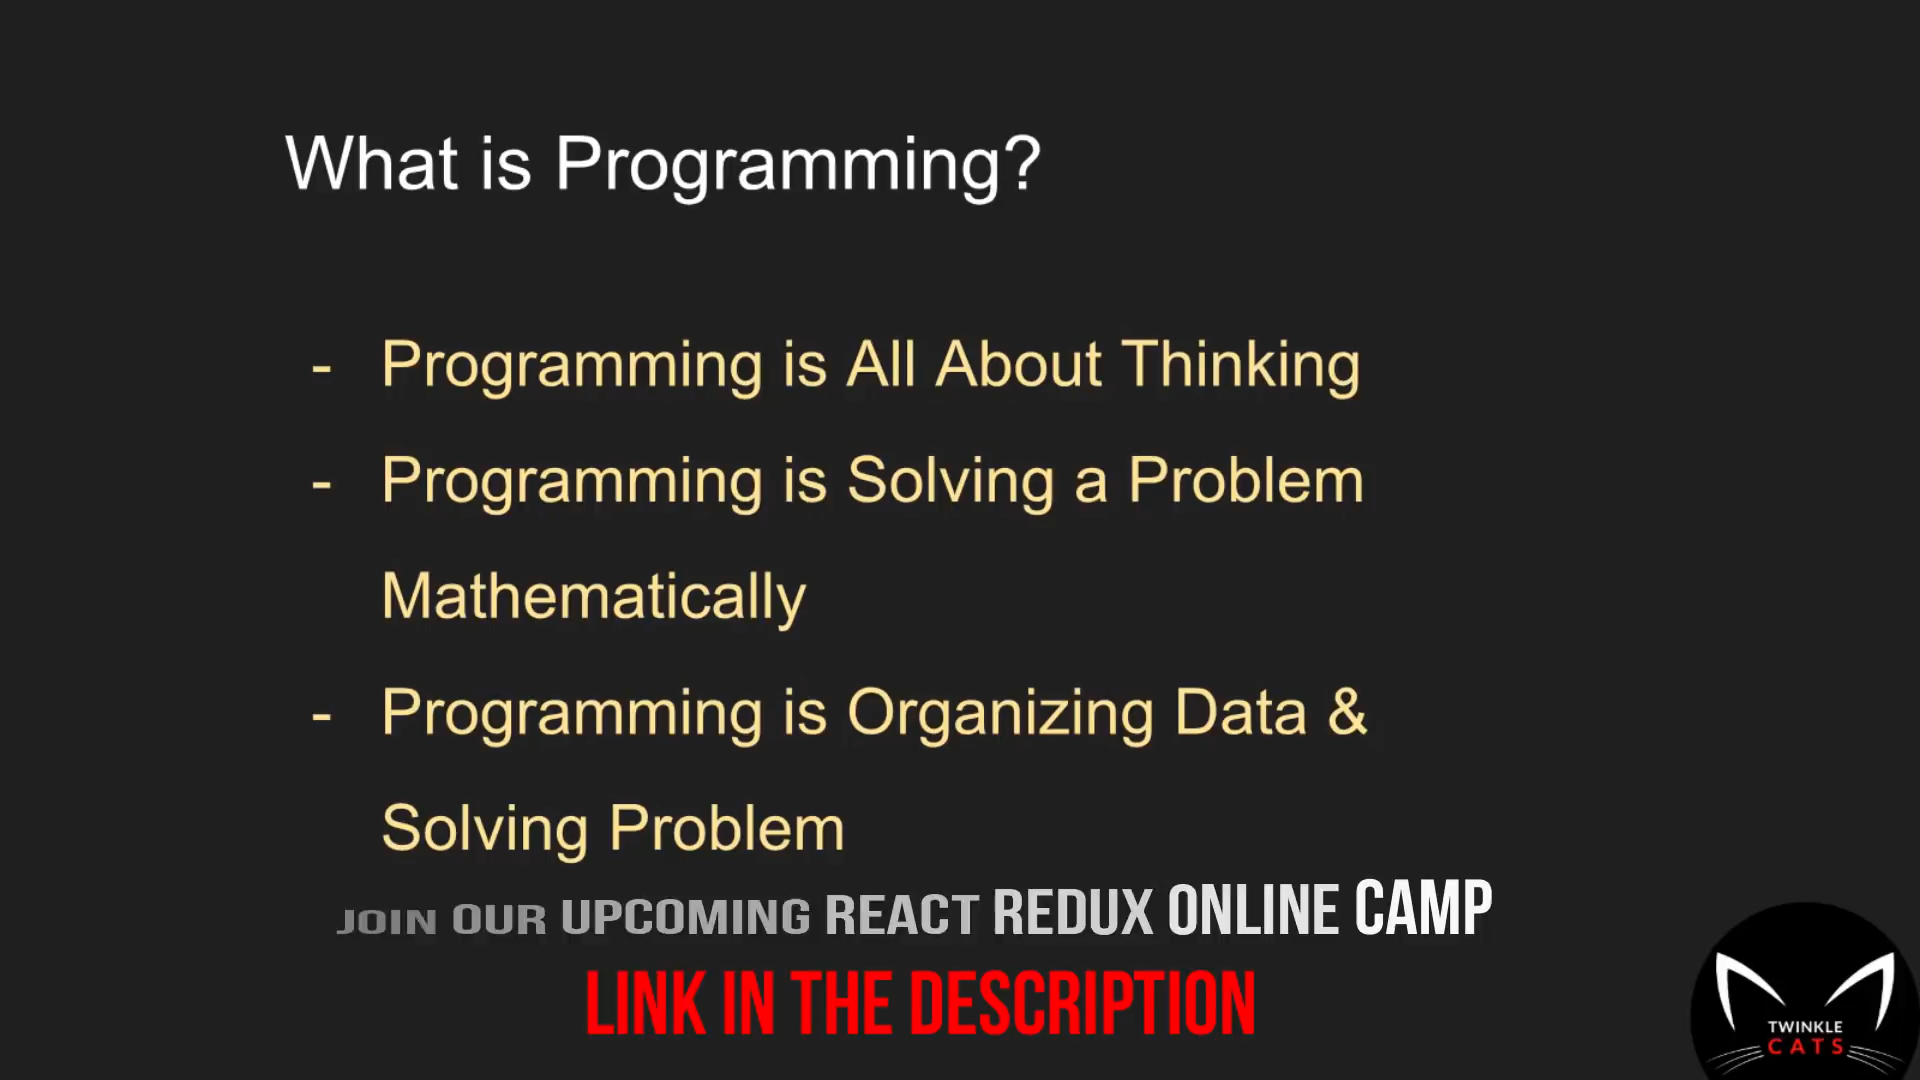 What is Programming?
- Programming is All About Thinking
- Programming is Solving a Problem
Mathematically
- Programming is Organizing Data &
Solving Problem
JOIN OUR UPCOMING REACT REDUX ONLINE CAMP
LINK IN THE DESCRIPTION
TWINKLE
CATS